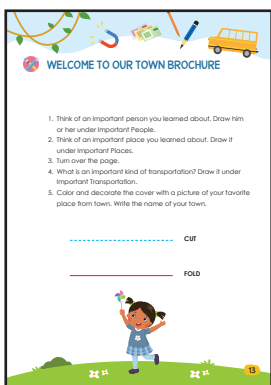 WELCOME TO OUR TOWN BROCHURE
1. Think of an important person you learned about. Draw him
or her under Important People.
2. Think of an important place you learned about. Draw it
under Important Places.
3. Turn over the page.
4. What is an important kind of transportation? Draw it under
Important Transportation.
5. Color and decorate the cover with a picture of your favorite
place from town. Write the name of your town.
CUT
FOLD
13